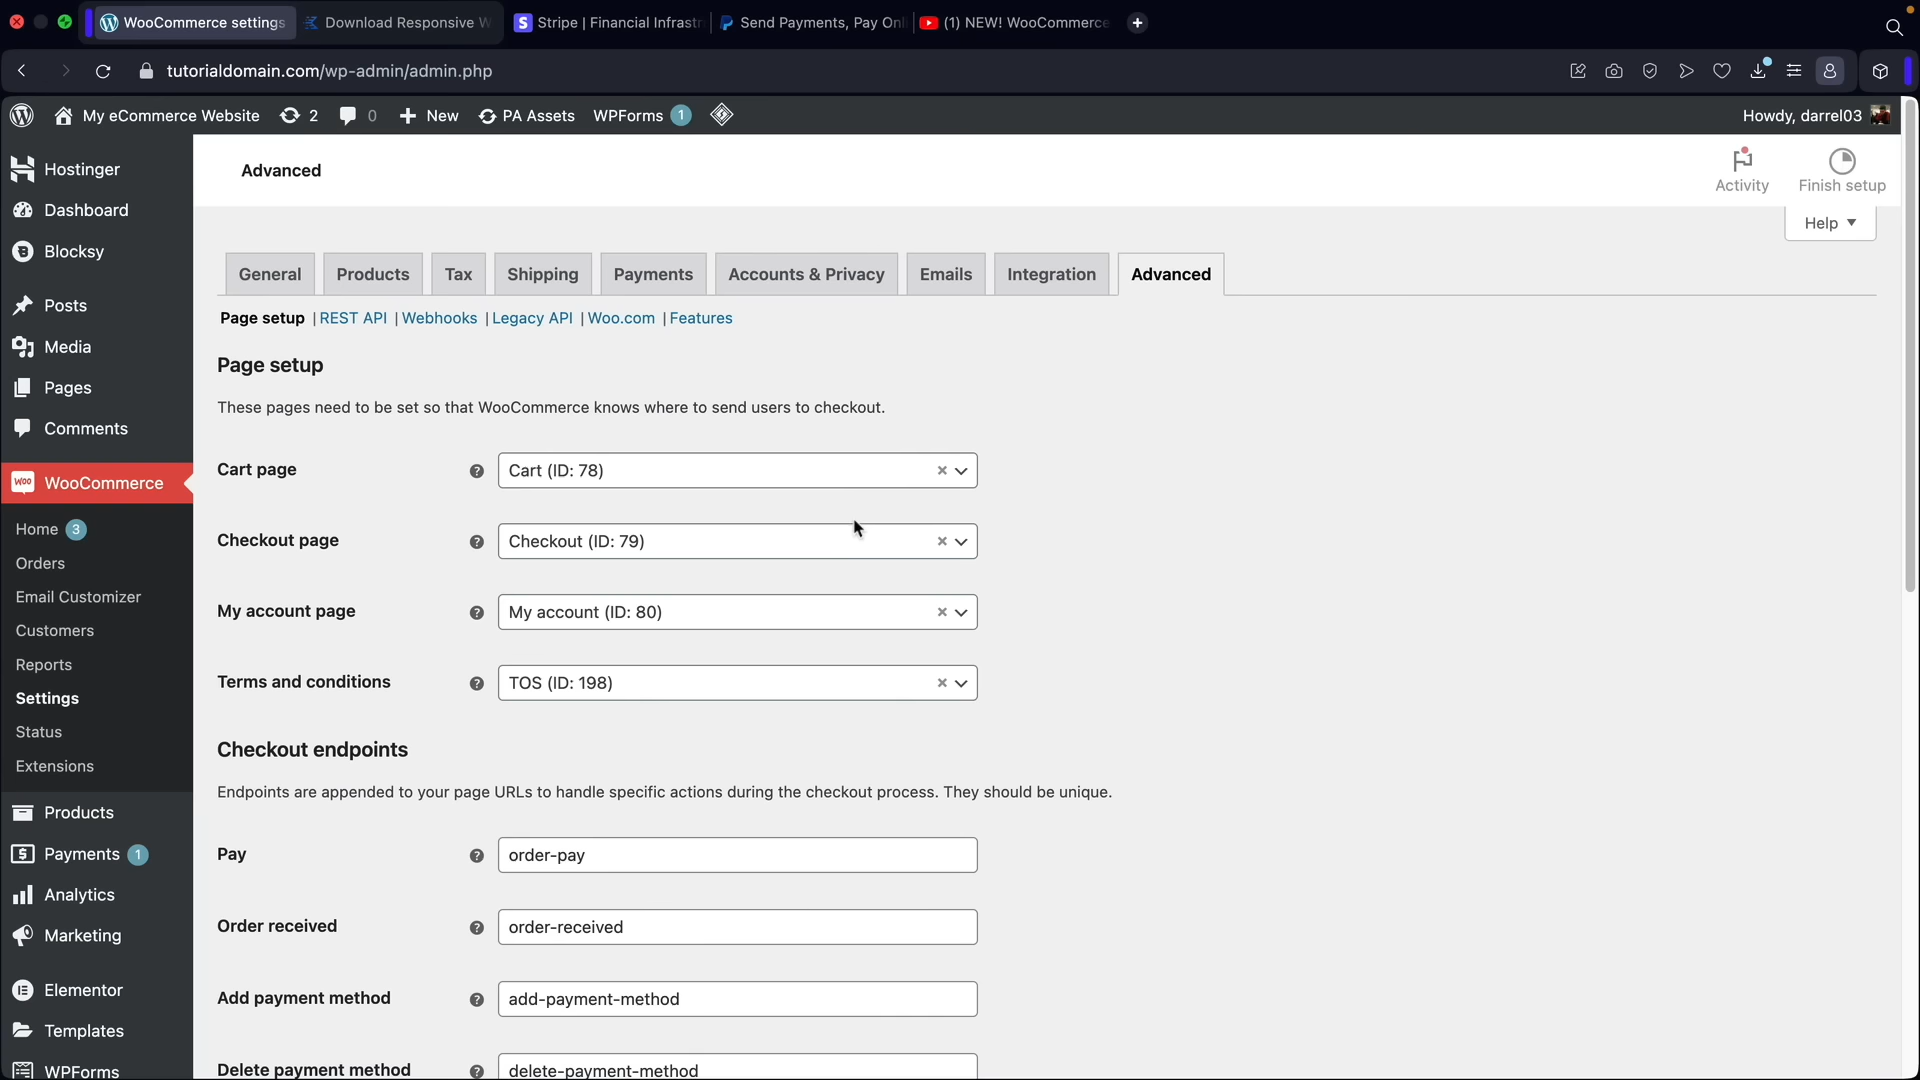 WooCommerce settings
Download Responsive W
S Stripe | Financial Infrastr
Send Payments, Pay Onl
(1) NEW! WooCommerce
tutorialdomain.com/wp-admin/admin.php
My eCommerce Website 2 0 New PA Assets WPForms 1
Howdy, darrel03
Hostinger
Dashboard
Blocksy
Posts
Media
Pages
Comments
WOO WooCommerce
Home 3
Orders
Email Customizer
Customers
Reports
Settings
Status
Extensions
Products
Payments 1
Analytics
Marketing
Elementor
Templates
WPForms
Advanced
Activity
Finish setup
Help
General Products Tax Shipping Payments Accounts & Privacy Emails Integration Advanced
Page setup | REST API | Webhooks | Legacy API | Woo.com | Features
Page setup
These pages need to be set so that WooCommerce knows where to send users to checkout.
Cart page ? Cart (ID: 78) ×
Checkout page ? Checkout (ID: 79) ×
My account page ? My account (ID: 80) ×
Terms and conditions ? TOS (ID: 198) ×
Checkout endpoints
Endpoints are appended to your page URLs to handle specific actions during the checkout process. They should be unique.
Pay ? order-pay
Order received ? order-received
Add payment method ? add-payment-method
Delete payment method ? delete-payment-method